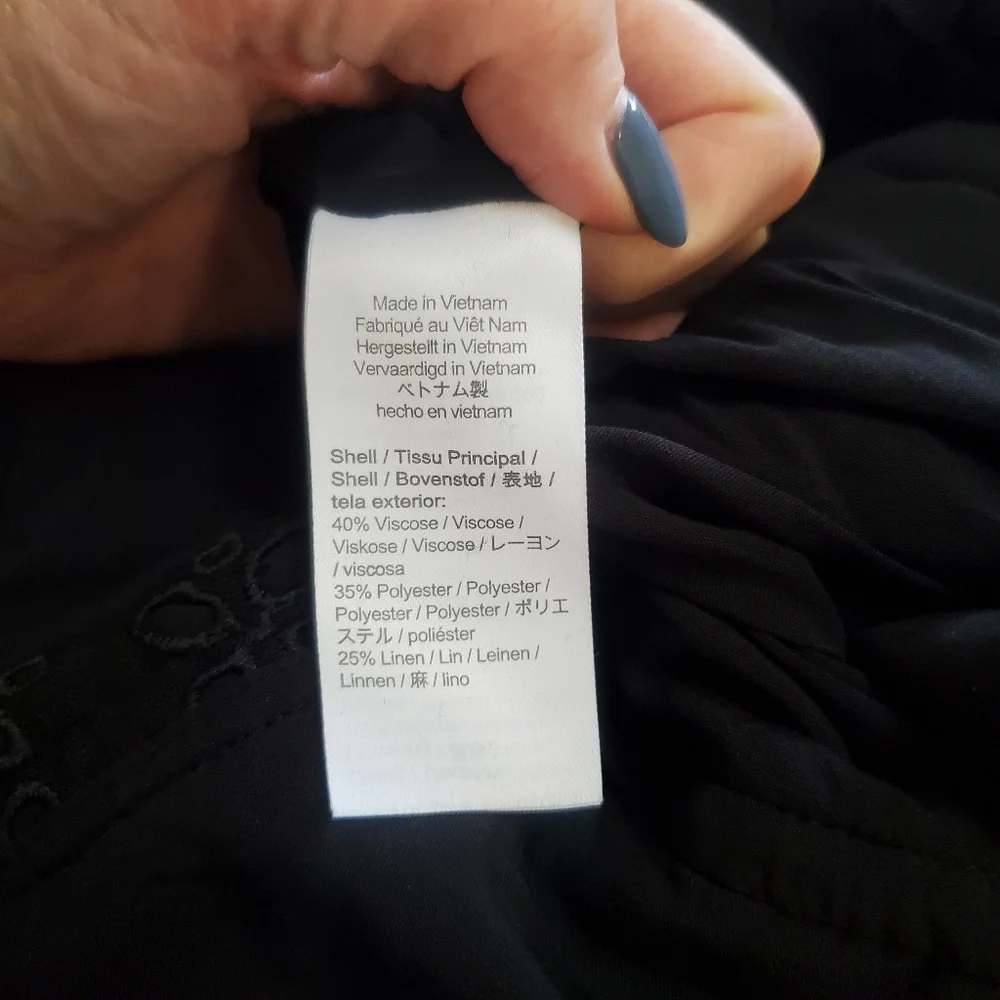 Made in Vietnam
Fabriqué au Viêt Nam
Hergestellt in Vietnam
Vervaardigd in Vietnam
ベトナム製
hecho en vietnam
Shell / Tissu Principal /
Shell / Bovenstof / 表地 /
tela exterior:
40% Viscose / Viscose /
Viskose / Viscose / レーヨン
/ viscosa
35% Polyester / Polyester /
Polyester / Polyester / ポリエ
ステル / poliéster
25% Linen / Lin / Leinen /
Linnen / 麻 / lino